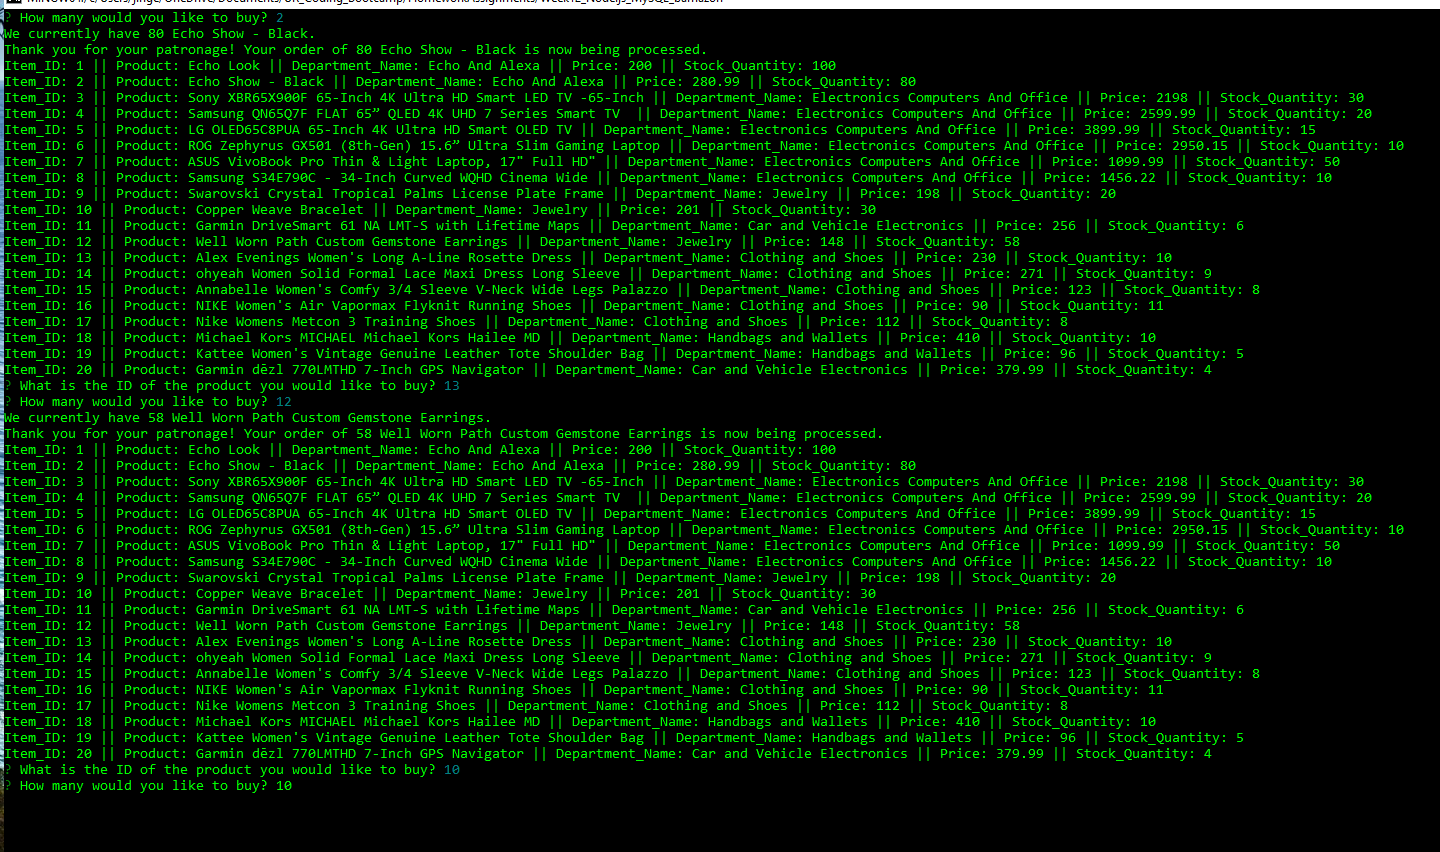 MINGW64:/c/Users/jinge/OneDrive/Documents/UK_Coding_Bootcamp/HomeworkAssignments/Week12_Nodejs_MySQL_Bamazon
? How many would you like to buy? 2
We currently have 80 Echo Show - Black.
Thank you for your patronage! Your order of 80 Echo Show - Black is now being processed.
Item_ID: 1 || Product: Echo Look || Department_Name: Echo And Alexa || Price: 200 || Stock_Quantity: 100
Item_ID: 2 || Product: Echo Show - Black || Department_Name: Echo And Alexa || Price: 280.99 || Stock_Quantity: 80
Item_ID: 3 || Product: Sony XBR65X900F 65-Inch 4K Ultra HD Smart LED TV -65-Inch || Department_Name: Electronics Computers And Office || Price: 2198 || Stock_Quantity: 30
Item_ID: 4 || Product: Samsung QN65Q7F FLAT 65” QLED 4K UHD 7 Series Smart TV  || Department_Name: Electronics Computers And Office || Price: 2599.99 || Stock_Quantity: 20
Item_ID: 5 || Product: LG OLED65C8PUA 65-Inch 4K Ultra HD Smart OLED TV || Department_Name: Electronics Computers And Office || Price: 3899.99 || Stock_Quantity: 15
Item_ID: 6 || Product: ROG Zephyrus GX501 (8th-Gen) 15.6” Ultra Slim Gaming Laptop || Department_Name: Electronics Computers And Office || Price: 2950.15 || Stock_Quantity: 10
Item_ID: 7 || Product: ASUS VivoBook Pro Thin & Light Laptop, 17" Full HD" || Department_Name: Electronics Computers And Office || Price: 1099.99 || Stock_Quantity: 50
Item_ID: 8 || Product: Samsung S34E790C - 34-Inch Curved WQHD Cinema Wide || Department_Name: Electronics Computers And Office || Price: 1456.22 || Stock_Quantity: 10
Item_ID: 9 || Product: Swarovski Crystal Tropical Palms License Plate Frame || Department_Name: Jewelry || Price: 198 || Stock_Quantity: 20
Item_ID: 10 || Product: Copper Weave Bracelet || Department_Name: Jewelry || Price: 201 || Stock_Quantity: 30
Item_ID: 11 || Product: Garmin DriveSmart 61 NA LMT-S with Lifetime Maps || Department_Name: Car and Vehicle Electronics || Price: 256 || Stock_Quantity: 6
Item_ID: 12 || Product: Well Worn Path Custom Gemstone Earrings || Department_Name: Jewelry || Price: 148 || Stock_Quantity: 58
Item_ID: 13 || Product: Alex Evenings Women's Long A-Line Rosette Dress || Department_Name: Clothing and Shoes || Price: 230 || Stock_Quantity: 10
Item_ID: 14 || Product: ohyeah Women Solid Formal Lace Maxi Dress Long Sleeve || Department_Name: Clothing and Shoes || Price: 271 || Stock_Quantity: 9
Item_ID: 15 || Product: Annabelle Women's Comfy 3/4 Sleeve V-Neck Wide Legs Palazzo || Department_Name: Clothing and Shoes || Price: 123 || Stock_Quantity: 8
Item_ID: 16 || Product: NIKE Women's Air Vapormax Flyknit Running Shoes || Department_Name: Clothing and Shoes || Price: 90 || Stock_Quantity: 11
Item_ID: 17 || Product: Nike Womens Metcon 3 Training Shoes || Department_Name: Clothing and Shoes || Price: 112 || Stock_Quantity: 8
Item_ID: 18 || Product: Michael Kors MICHAEL Michael Kors Hailee MD || Department_Name: Handbags and Wallets || Price: 410 || Stock_Quantity: 10
Item_ID: 19 || Product: Kattee Women's Vintage Genuine Leather Tote Shoulder Bag || Department_Name: Handbags and Wallets || Price: 96 || Stock_Quantity: 5
Item_ID: 20 || Product: Garmin dēzl 770LMTHD 7-Inch GPS Navigator || Department_Name: Car and Vehicle Electronics || Price: 379.99 || Stock_Quantity: 4
? What is the ID of the product you would like to buy? 13
? How many would you like to buy? 12
We currently have 58 Well Worn Path Custom Gemstone Earrings.
Thank you for your patronage! Your order of 58 Well Worn Path Custom Gemstone Earrings is now being processed.
Item_ID: 1 || Product: Echo Look || Department_Name: Echo And Alexa || Price: 200 || Stock_Quantity: 100
Item_ID: 2 || Product: Echo Show - Black || Department_Name: Echo And Alexa || Price: 280.99 || Stock_Quantity: 80
Item_ID: 3 || Product: Sony XBR65X900F 65-Inch 4K Ultra HD Smart LED TV -65-Inch || Department_Name: Electronics Computers And Office || Price: 2198 || Stock_Quantity: 30
Item_ID: 4 || Product: Samsung QN65Q7F FLAT 65” QLED 4K UHD 7 Series Smart TV  || Department_Name: Electronics Computers And Office || Price: 2599.99 || Stock_Quantity: 20
Item_ID: 5 || Product: LG OLED65C8PUA 65-Inch 4K Ultra HD Smart OLED TV || Department_Name: Electronics Computers And Office || Price: 3899.99 || Stock_Quantity: 15
Item_ID: 6 || Product: ROG Zephyrus GX501 (8th-Gen) 15.6” Ultra Slim Gaming Laptop || Department_Name: Electronics Computers And Office || Price: 2950.15 || Stock_Quantity: 10
Item_ID: 7 || Product: ASUS VivoBook Pro Thin & Light Laptop, 17" Full HD" || Department_Name: Electronics Computers And Office || Price: 1099.99 || Stock_Quantity: 50
Item_ID: 8 || Product: Samsung S34E790C - 34-Inch Curved WQHD Cinema Wide || Department_Name: Electronics Computers And Office || Price: 1456.22 || Stock_Quantity: 10
Item_ID: 9 || Product: Swarovski Crystal Tropical Palms License Plate Frame || Department_Name: Jewelry || Price: 198 || Stock_Quantity: 20
Item_ID: 10 || Product: Copper Weave Bracelet || Department_Name: Jewelry || Price: 201 || Stock_Quantity: 30
Item_ID: 11 || Product: Garmin DriveSmart 61 NA LMT-S with Lifetime Maps || Department_Name: Car and Vehicle Electronics || Price: 256 || Stock_Quantity: 6
Item_ID: 12 || Product: Well Worn Path Custom Gemstone Earrings || Department_Name: Jewelry || Price: 148 || Stock_Quantity: 58
Item_ID: 13 || Product: Alex Evenings Women's Long A-Line Rosette Dress || Department_Name: Clothing and Shoes || Price: 230 || Stock_Quantity: 10
Item_ID: 14 || Product: ohyeah Women Solid Formal Lace Maxi Dress Long Sleeve || Department_Name: Clothing and Shoes || Price: 271 || Stock_Quantity: 9
Item_ID: 15 || Product: Annabelle Women's Comfy 3/4 Sleeve V-Neck Wide Legs Palazzo || Department_Name: Clothing and Shoes || Price: 123 || Stock_Quantity: 8
Item_ID: 16 || Product: NIKE Women's Air Vapormax Flyknit Running Shoes || Department_Name: Clothing and Shoes || Price: 90 || Stock_Quantity: 11
Item_ID: 17 || Product: Nike Womens Metcon 3 Training Shoes || Department_Name: Clothing and Shoes || Price: 112 || Stock_Quantity: 8
Item_ID: 18 || Product: Michael Kors MICHAEL Michael Kors Hailee MD || Department_Name: Handbags and Wallets || Price: 410 || Stock_Quantity: 10
Item_ID: 19 || Product: Kattee Women's Vintage Genuine Leather Tote Shoulder Bag || Department_Name: Handbags and Wallets || Price: 96 || Stock_Quantity: 5
Item_ID: 20 || Product: Garmin dēzl 770LMTHD 7-Inch GPS Navigator || Department_Name: Car and Vehicle Electronics || Price: 379.99 || Stock_Quantity: 4
? What is the ID of the product you would like to buy? 10
? How many would you like to buy? 10